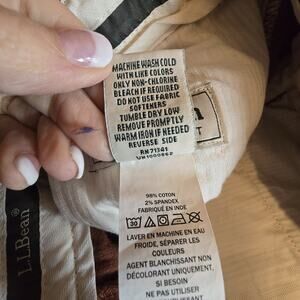 MACHINE WASH COLD
WITH LIKE COLORS
ONLY NON-CHLORINE
BLEACH IF REQUIRED
DO NOT USE FABRIC
SOFTENERS
TUMBLE DRY LOW
REMOVE PROMPTLY
WARM IRON IF NEEDED
REVERSE SIDE
RN 71341
98% COTON
2% SPANDEX
FABRIQUÉ EN INDE
30
LAVER EN MACHINE EN EAU
FROIDE, SÉPARER LES
COULEURS
AGENT BLANCHISSANT NON
DÉCOLORANT UNIQUEMENT,
SI BESOIN
NE PAS UTILISER
L.L.Bean